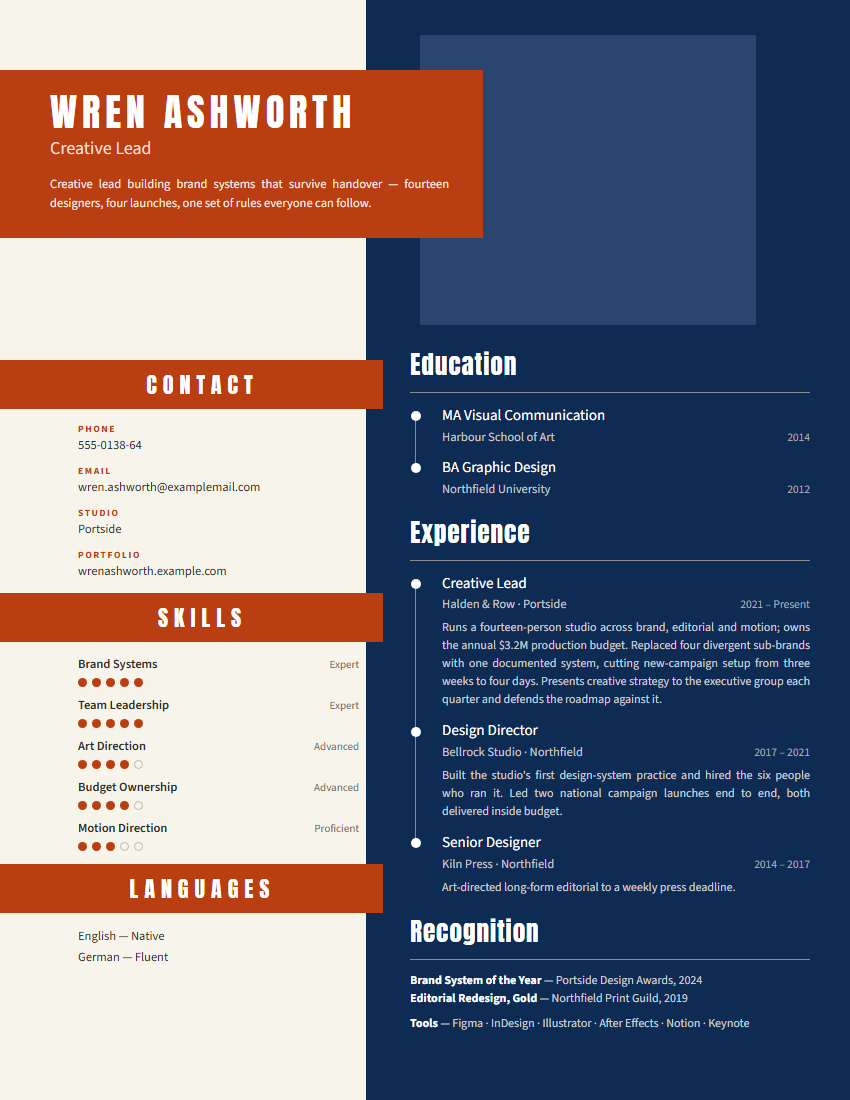 WREN ASHWORTH
Creative Lead
Creative lead building brand systems that survive handover — fourteen
designers, four launches, one set of rules everyone can follow.
CONTACT
PHONE
555-0138-64
EMAIL
wren.ashworth@examplemail.com
STUDIO
Portside
PORTFOLIO
wrenashworth.example.com
SKILLS
Brand Systems Expert
Team Leadership Expert
Art Direction Advanced
Budget Ownership Advanced
Motion Direction Proficient
LANGUAGES
English — Native
German — Fluent
Education
MA Visual Communication
Harbour School of Art 2014
BA Graphic Design
Northfield University 2012
Experience
Creative Lead
Halden & Row · Portside 2021 – Present
Runs a fourteen-person studio across brand, editorial and motion; owns
the annual $3.2M production budget. Replaced four divergent sub-brands
with one documented system, cutting new-campaign setup from three
weeks to four days. Presents creative strategy to the executive group each
quarter and defends the roadmap against it.
Design Director
Bellrock Studio · Northfield 2017 – 2021
Built the studio's first design-system practice and hired the six people
who ran it. Led two national campaign launches end to end, both
delivered inside budget.
Senior Designer
Kiln Press · Northfield 2014 – 2017
Art-directed long-form editorial to a weekly press deadline.
Recognition
Brand System of the Year — Portside Design Awards, 2024
Editorial Redesign, Gold — Northfield Print Guild, 2019
Tools — Figma · InDesign · Illustrator · After Effects · Notion · Keynote